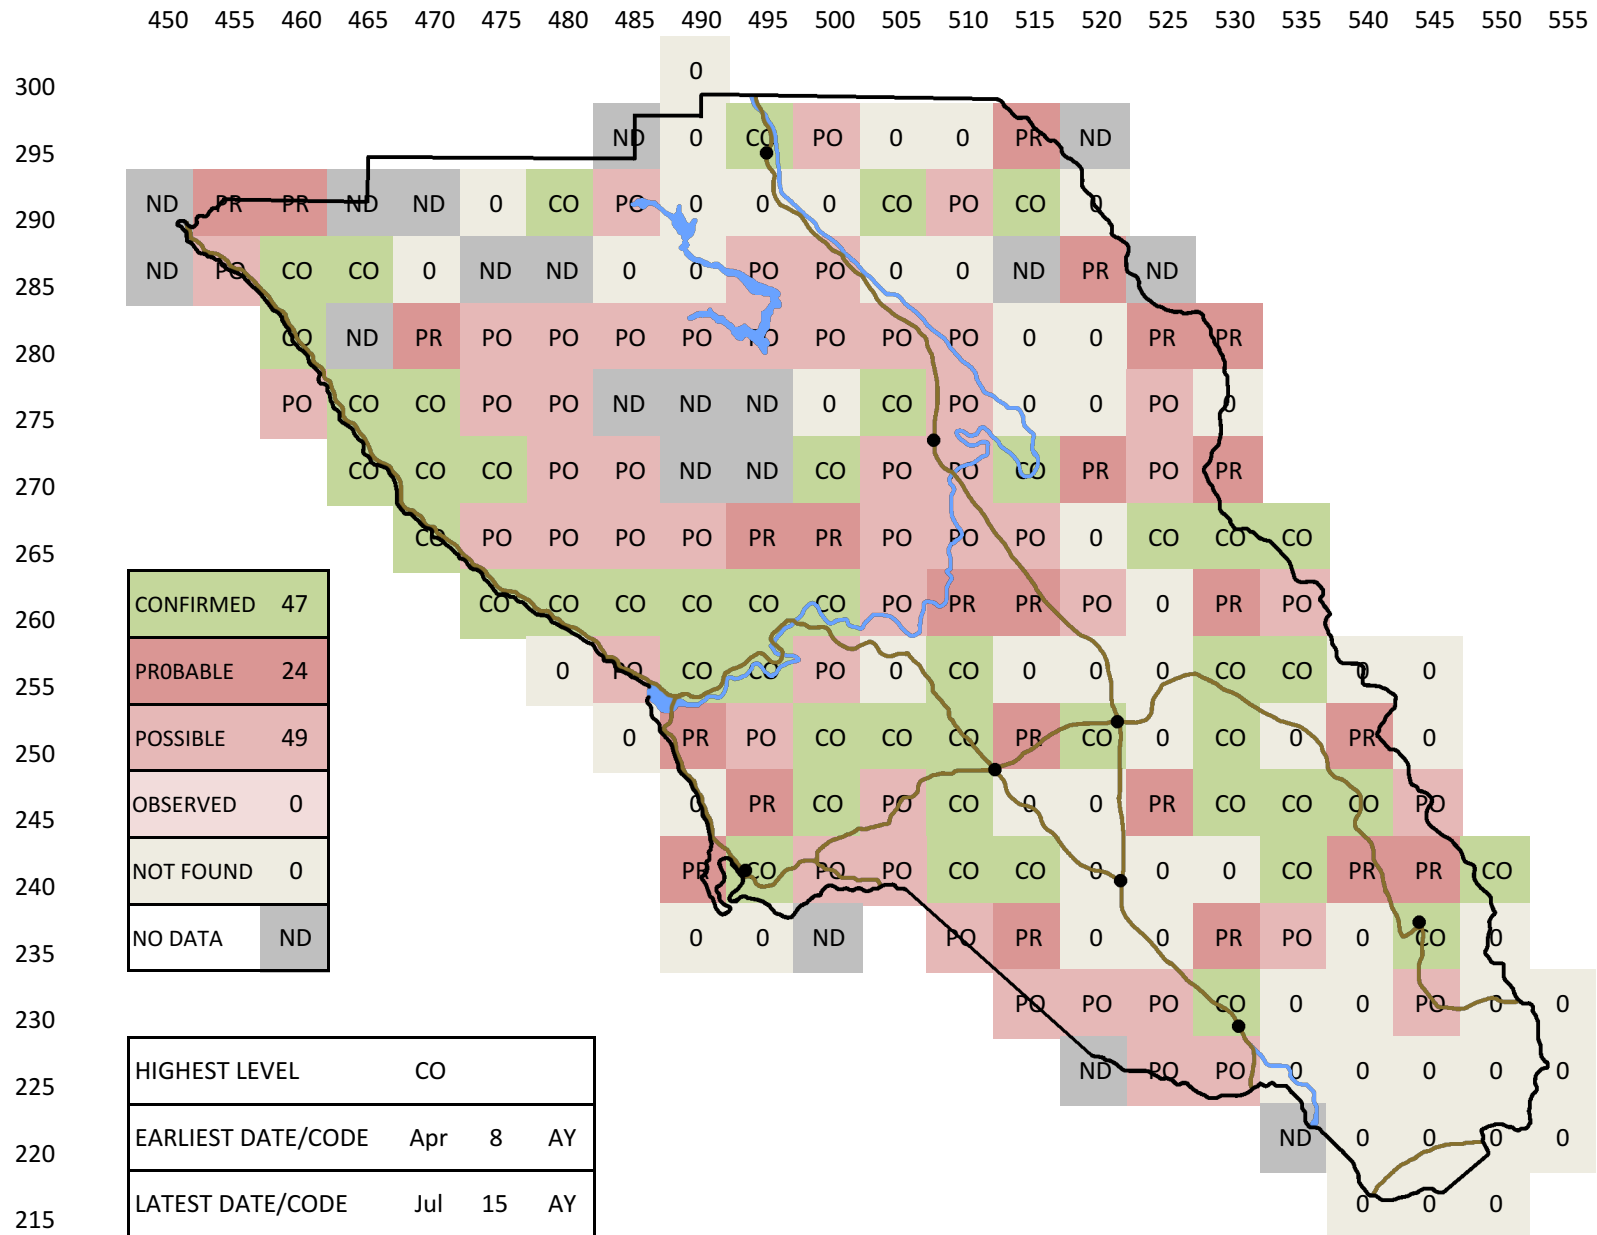 450 455 460 465 470 475 480 485 490 495 500 505 510 515 520 525 530 535 540 545 550 555
0
300
ND 0 CO PO 0 0 PR ND
295
ND PR PR ND ND 0 CO PO 0 0 0 CO PO CO 0
290
ND PO CO CO 0 ND ND 0 0 PO PO 0 0 ND PR ND
285
CO ND PR PO PO PO PO PO PO PO PO 0 0 PR PR
280
PO CO CO PO PO ND ND ND 0 CO PO 0 0 PO 0
275
CO CO CO PO PO ND ND CO PO PO CO PR PO PR
270
CO PO PO PO PO PR PR PO PO PO 0 CO CO CO
265
CO CO CO CO CO CO PO PR PR PO 0 PR PO
CONFIRMED 47
260
0 PO CO CO PO 0 CO 0 0 0 CO CO 0 0
PR0BABLE 24
255
0 PR PO CO CO CO PR CO 0 CO 0 PR 0
POSSIBLE 49
250
0 PR CO PO CO 0 0 PR CO CO CO PO
OBSERVED 0
245
PR CO PO PO CO CO 0 0 0 CO PR PR CO
NOT FOUND 0
240
0 0 ND PO PR 0 0 PR PO 0 CO 0
NO DATA ND
235
PO PO PO CO 0 0 PO 0 0
230
ND PO PO 0 0 0 0 0
HIGHEST LEVEL CO
225
ND 0 0 0 0
EARLIEST DATE/CODE Apr 8 AY
220
0 0 0
LATEST DATE/CODE Jul 15 AY
215